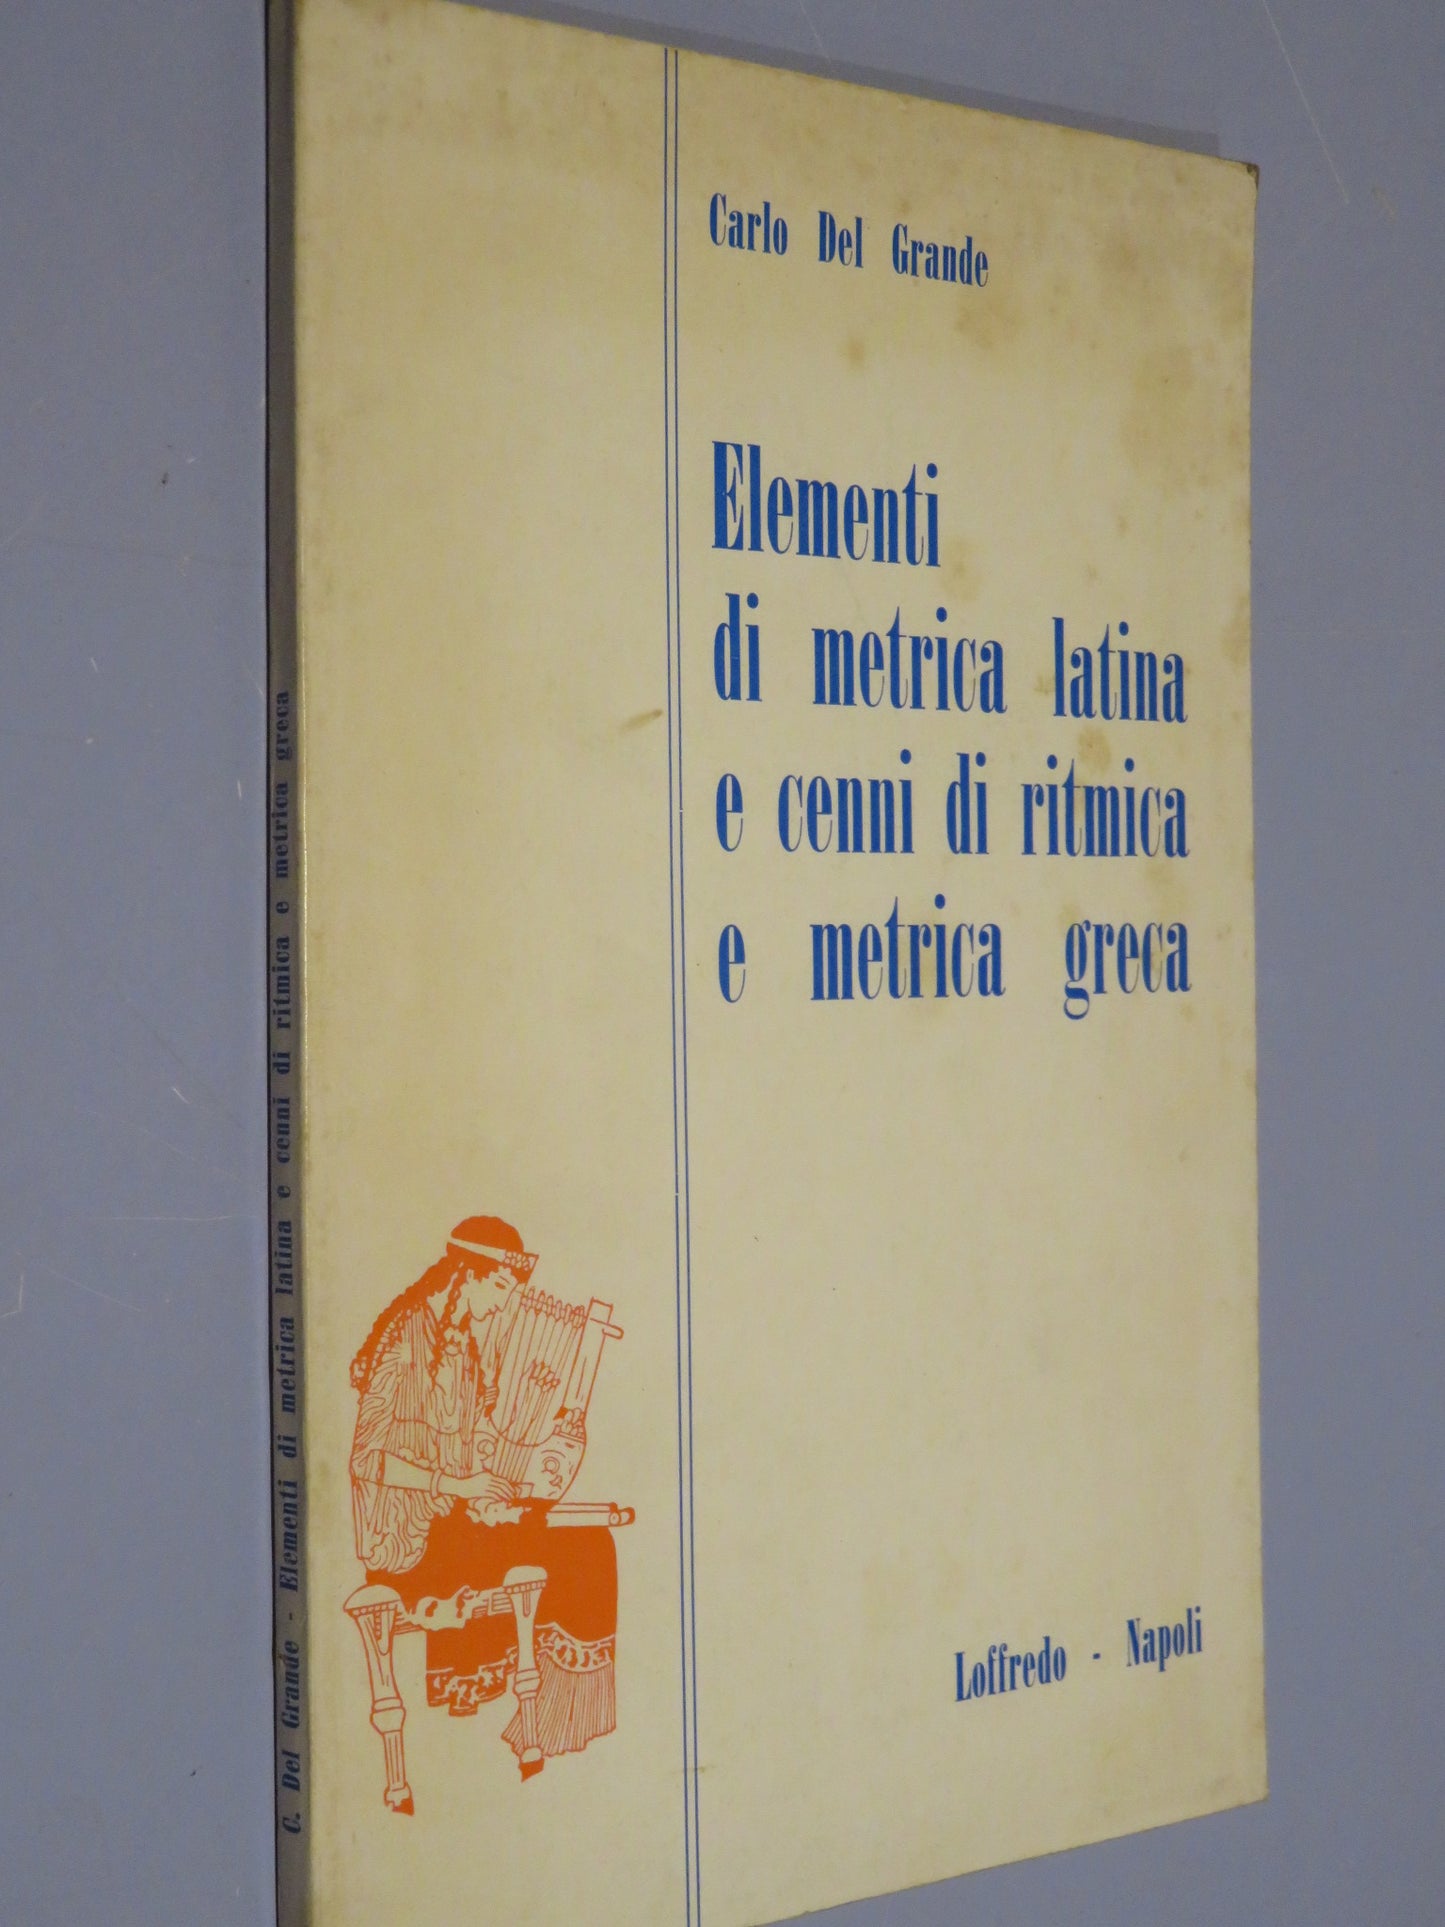 Carlo Del Grande
Elementi
di metrica latina
e cenni di ritmica
e metrica greca
Loffredo - Napoli
C. Del Grande - Elementi di metrica latina e cenni di ritmica e metrica greca